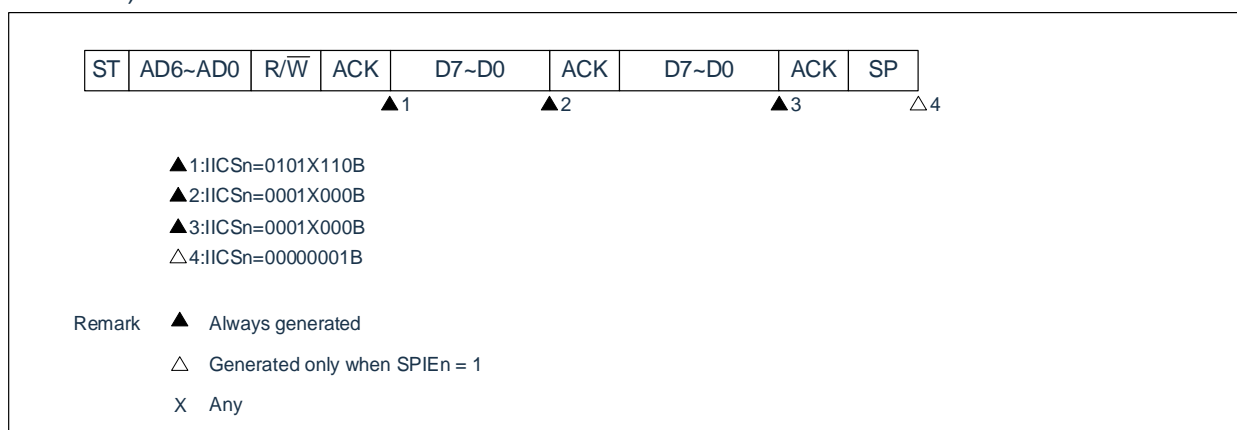 ST AD6~AD0 R/W̅ ACK D7~D0 ACK D7~D0 ACK SP
▲1 ▲2 ▲3 △4
▲1:IICSn=0101X110B
▲2:IICSn=0001X000B
▲3:IICSn=0001X000B
△4:IICSn=00000001B
Remark ▲ Always generated
△ Generated only when SPIEn = 1
X Any